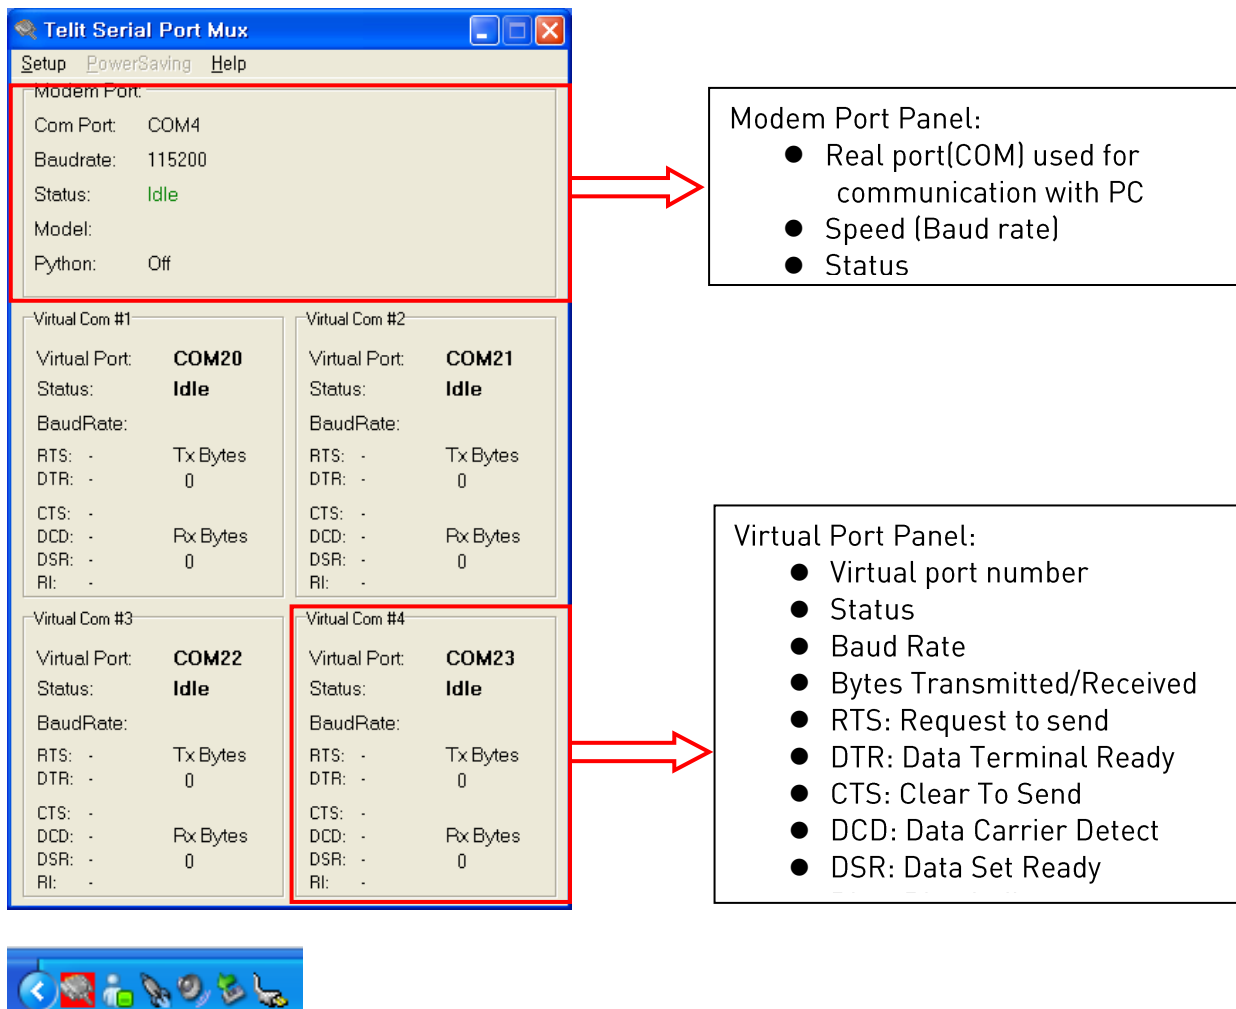 Telit Serial Port Mux
Setup PowerSaving Help
Modem Port:
Com Port: COM4
Baudrate: 115200
Status: Idle
Model:
Python: Off
Virtual Com #1
Virtual Port: COM20
Status: Idle
BaudRate:
RTS: - Tx Bytes
DTR: - 0
CTS: -
DCD: - Rx Bytes
DSR: - 0
RI: -
Virtual Com #2
Virtual Port: COM21
Status: Idle
BaudRate:
RTS: - Tx Bytes
DTR: - 0
CTS: -
DCD: - Rx Bytes
DSR: - 0
RI: -
Virtual Com #3
Virtual Port: COM22
Status: Idle
BaudRate:
RTS: - Tx Bytes
DTR: - 0
CTS: -
DCD: - Rx Bytes
DSR: - 0
RI: -
Virtual Com #4
Virtual Port: COM23
Status: Idle
BaudRate:
RTS: - Tx Bytes
DTR: - 0
CTS: -
DCD: - Rx Bytes
DSR: - 0
RI: -
Modem Port Panel:
● Real port(COM) used for
communication with PC
● Speed (Baud rate)
● Status
Virtual Port Panel:
● Virtual port number
● Status
● Baud Rate
● Bytes Transmitted/Received
● RTS: Request to send
● DTR: Data Terminal Ready
● CTS: Clear To Send
● DCD: Data Carrier Detect
● DSR: Data Set Ready